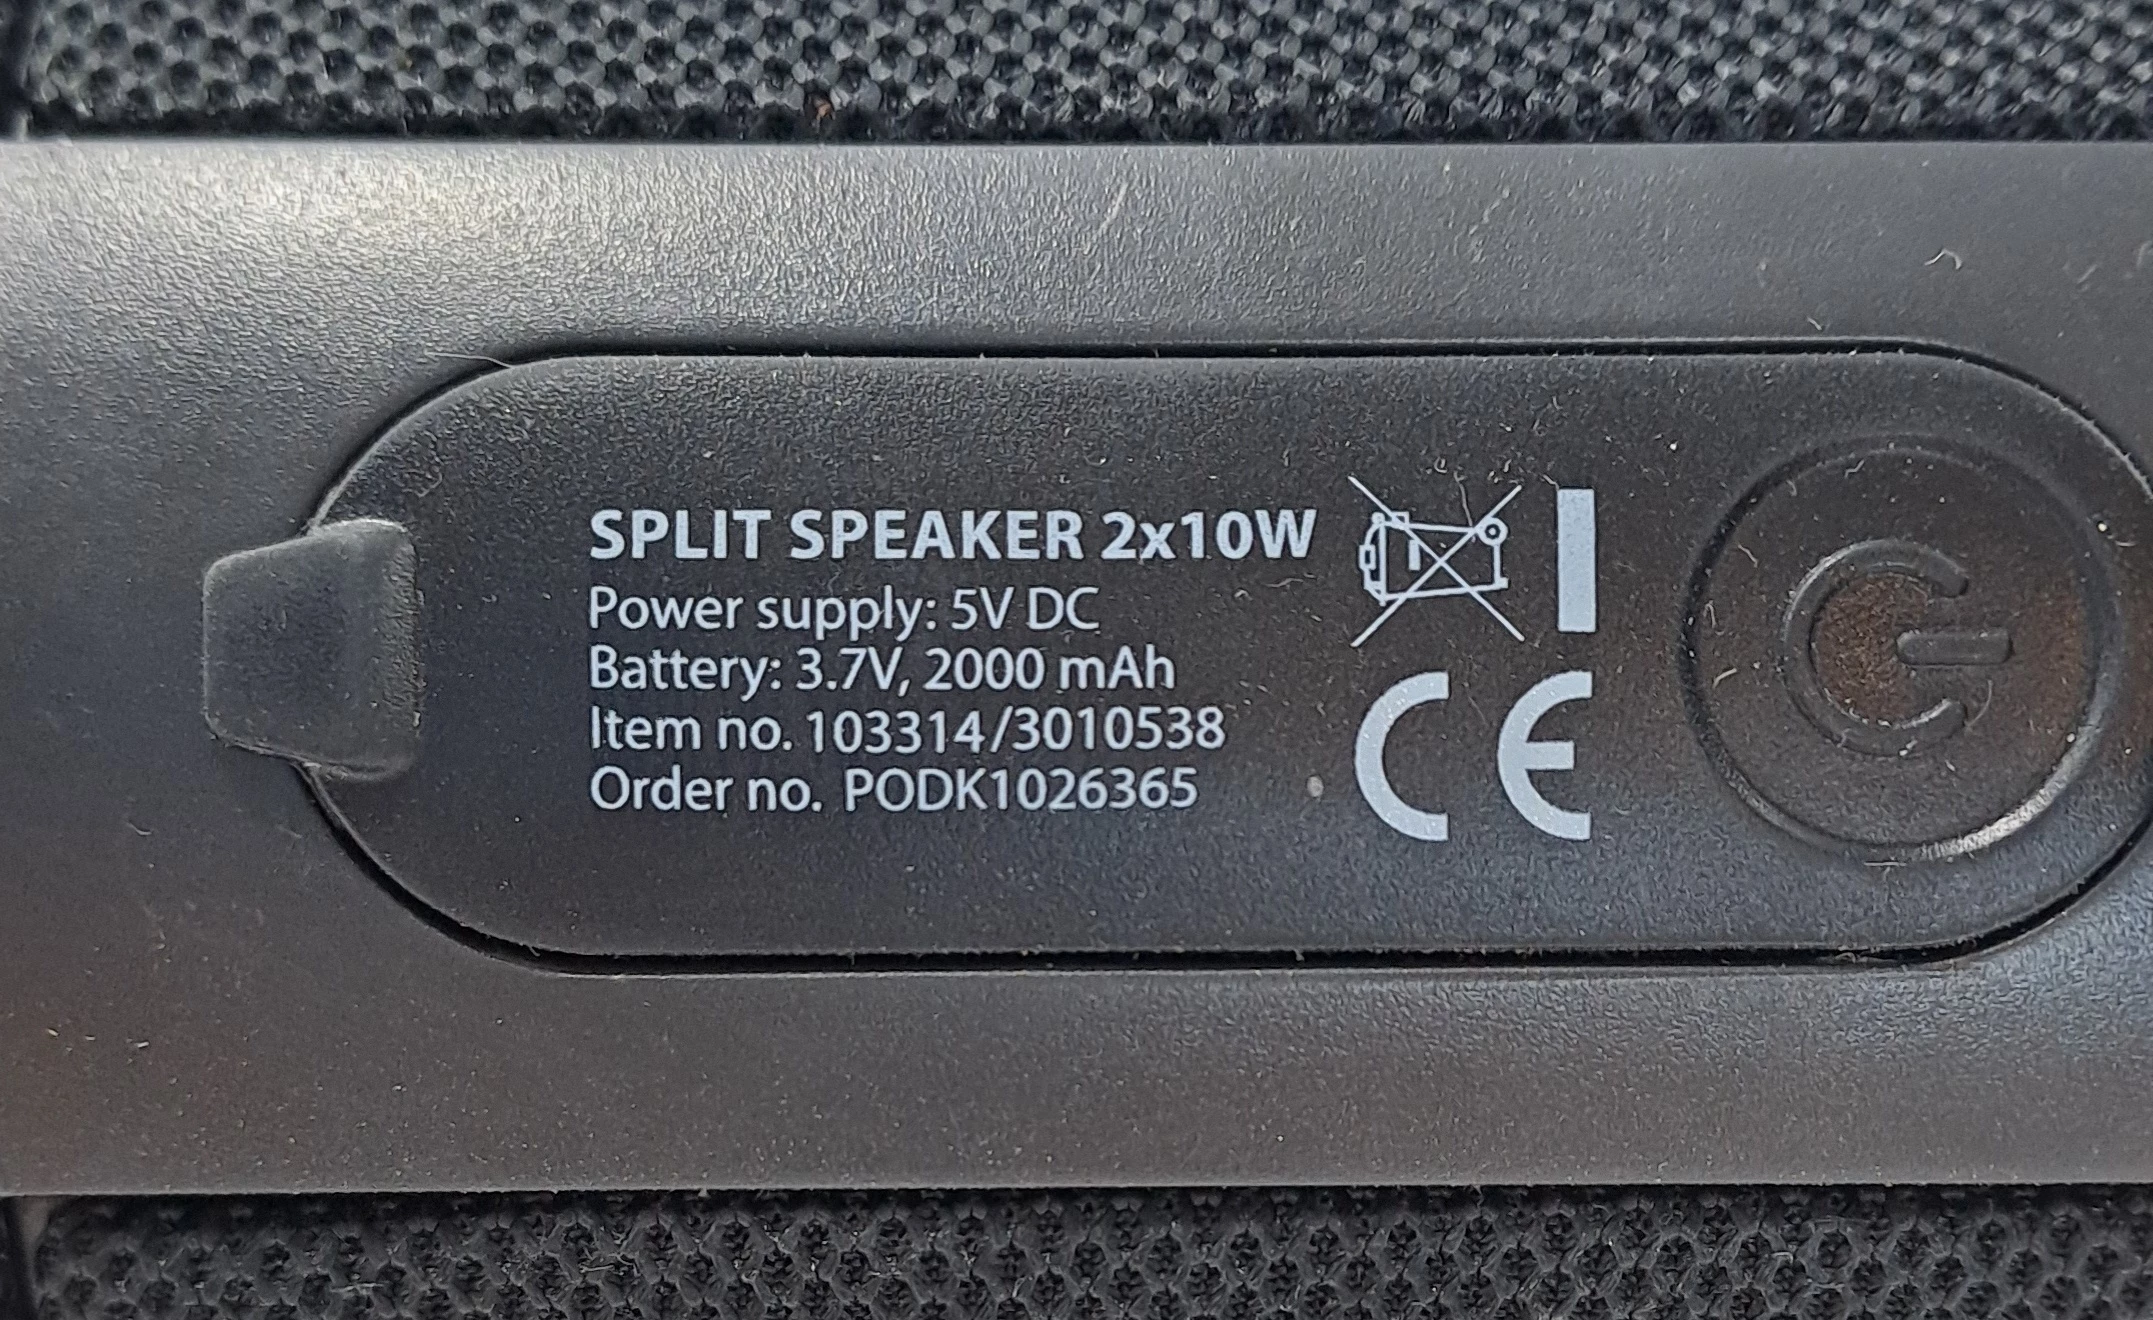 SPLIT SPEAKER 2x10W
Power supply: 5V DC
Battery: 3.7V, 2000 mAh
Item no. 103314/3010538
Order no. PODK1026365
CE